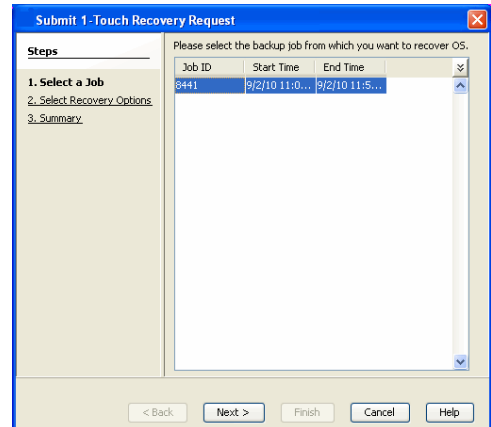 Submit 1-Touch Recovery Request
Steps
1. Select a Job
2. Select Recovery Options
3. Summary
Please select the backup job from which you want to recover OS.
Job ID Start Time End Time
8441 9/2/10 11:0... 9/2/10 11:5...
< Back Next > Finish Cancel Help